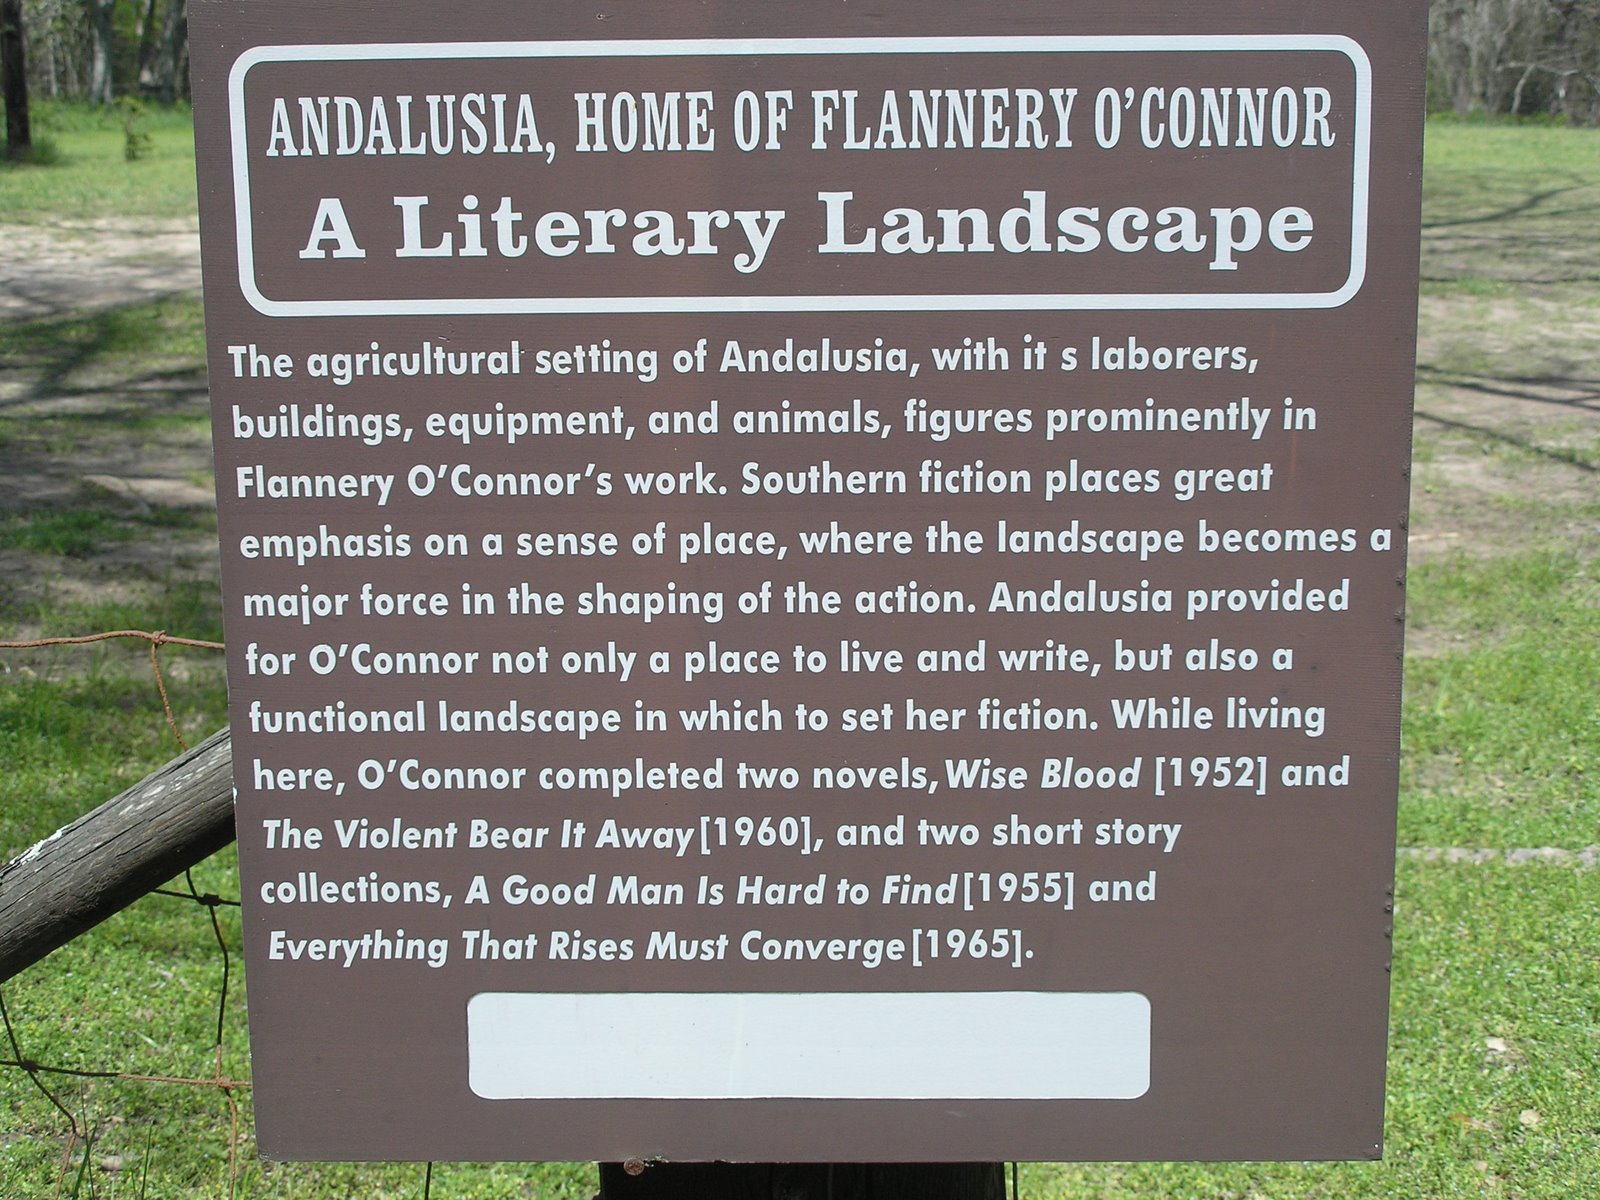 ANDALUSIA, HOME OF FLANNERY O’CONNOR
A Literary Landscape
The agricultural setting of Andalusia, with it s laborers,
buildings, equipment, and animals, figures prominently in
Flannery O’Connor’s work. Southern fiction places great
emphasis on a sense of place, where the landscape becomes a
major force in the shaping of the action. Andalusia provided
for O’Connor not only a place to live and write, but also a
functional landscape in which to set her fiction. While living
here, O’Connor completed two novels, Wise Blood [1952] and
The Violent Bear It Away [1960], and two short story
collections, A Good Man Is Hard to Find [1955] and
Everything That Rises Must Converge [1965].